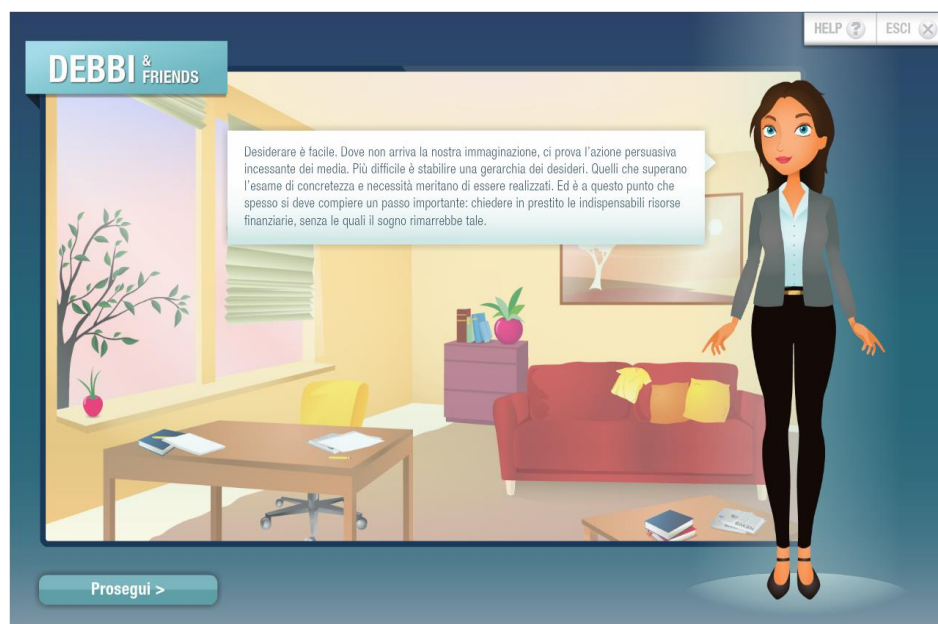 HELP ?
ESCI
DEBBI & FRIENDS
Desiderare è facile. Dove non arriva la nostra immaginazione, ci prova l'azione persuasiva
incessante dei media. Più difficile è stabilire una gerarchia dei desideri. Quelli che superano
l'esame di concretezza e necessità meritano di essere realizzati. Ed è a questo punto che
spesso si deve compiere un passo importante: chiedere in prestito le indispensabili risorse
finanziarie, senza le quali il sogno rimarrebbe tale.
Prosegui >